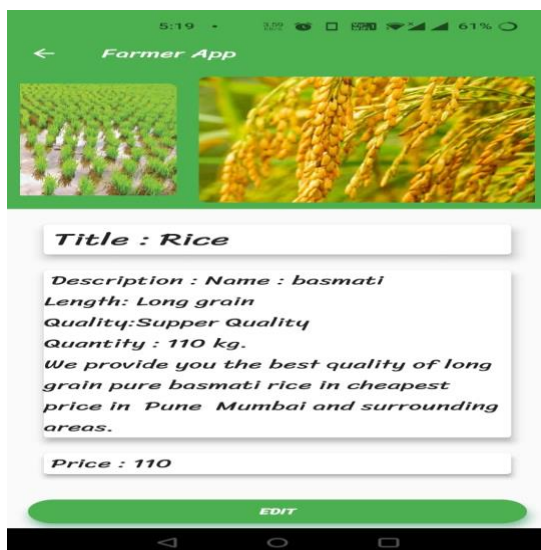 5:19
61%
Farmer App
Title : Rice
Description : Name : basmati
Length: Long grain
Quality:Supper Quality
Quantity : 110 kg.
We provide you the best quality of long
grain pure basmati rice in cheapest
price in Pune Mumbai and surrounding
areas.
Price : 110
EDIT